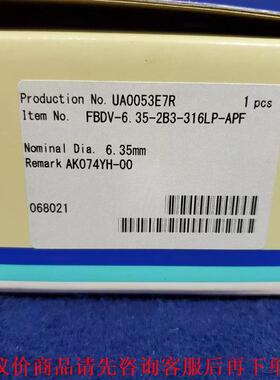 Production No. UA0053E7R 1 pcs
Item No. FBDV-6.35-2B3-316LP-APF
Nominal Dia. 6.35mm
Remark AK074YH-00
068021
议价商品请先咨询客服后再下单